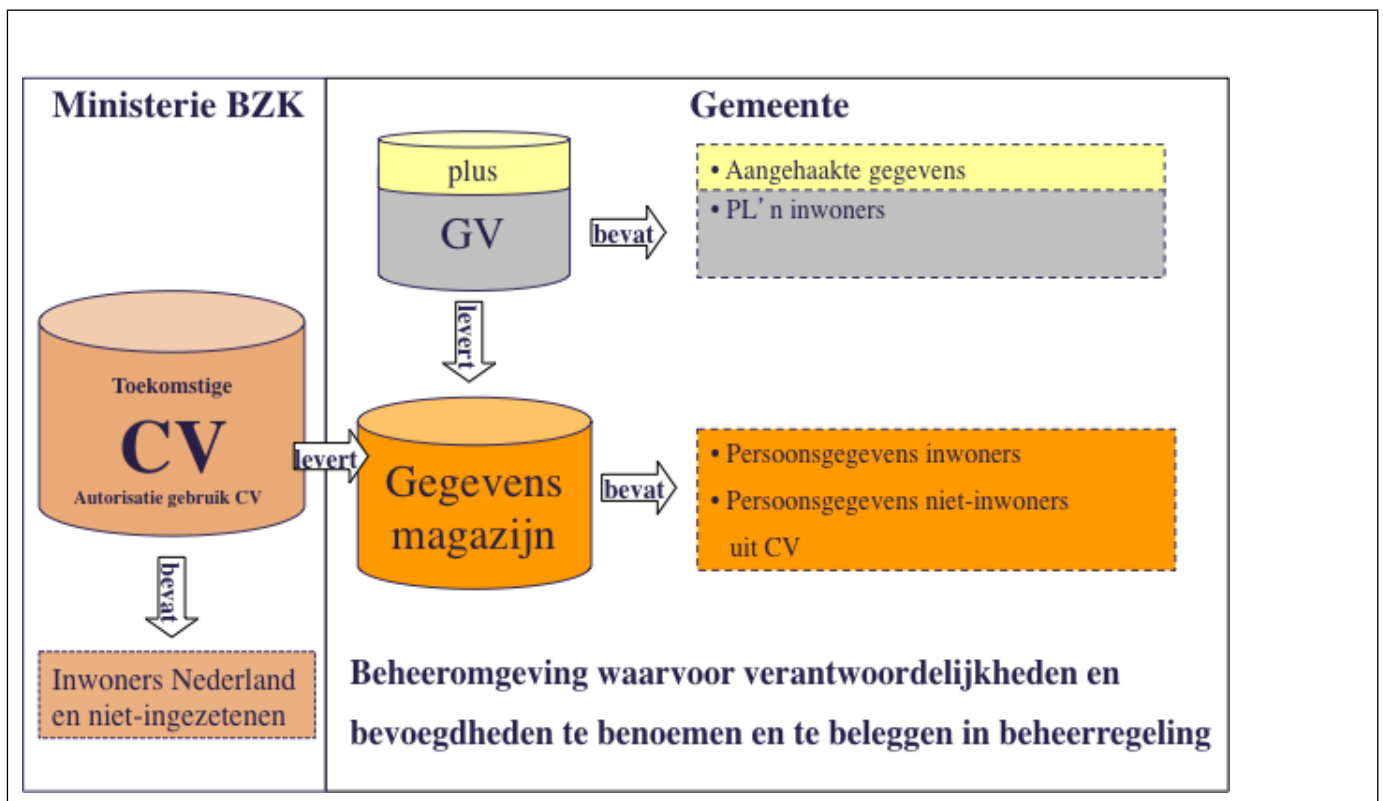 Ministerie BZK
Gemeente
plus
GV
bevat
• Aangehaakte gegevens
• PL’n inwoners
levert
Toekomstige
CV
Autorisatie gebruik CV
levert
Gegevens
magazijn
bevat
• Persoonsgegevens inwoners
• Persoonsgegevens niet-inwoners
uit CV
bevat
Inwoners Nederland
en niet-ingezetenen
Beheeromgeving waarvoor verantwoordelijkheden en
bevoegdheden te benoemen en te beleggen in beheerregeling